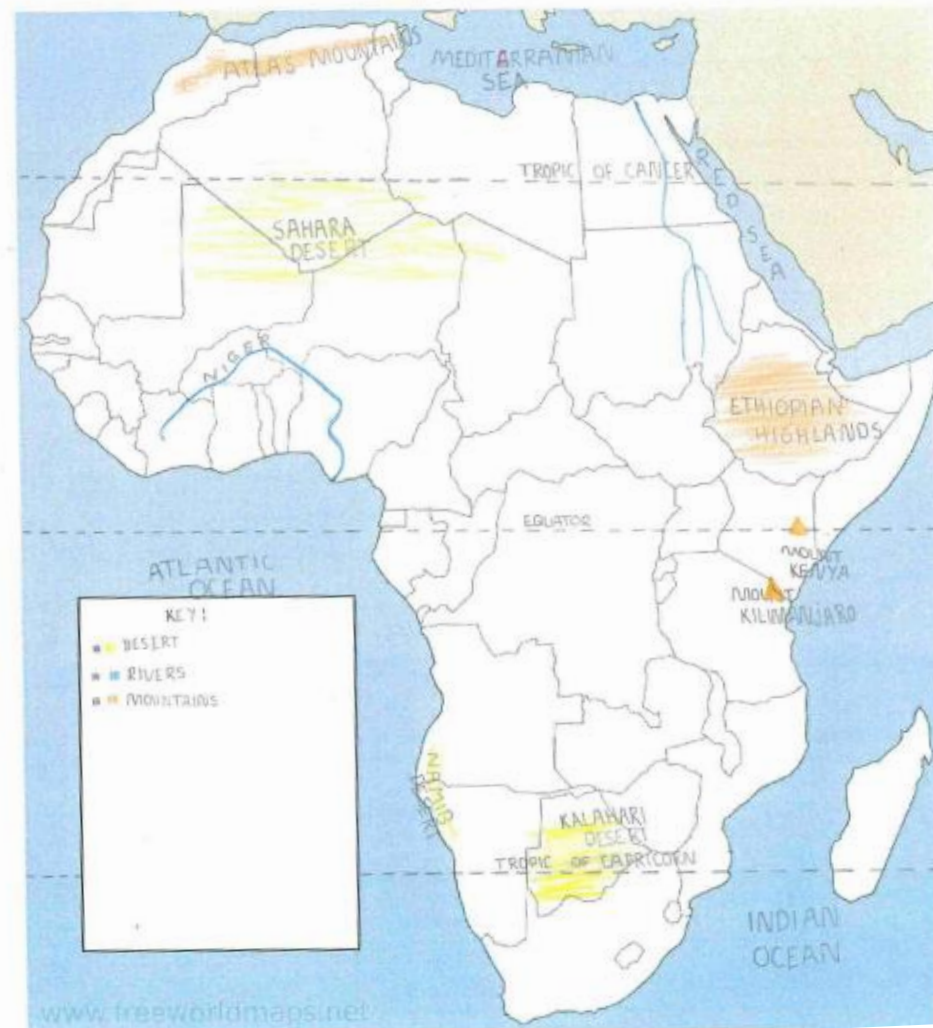 ATLAS MOUNTAINS
MEDITARRANIAN
SEA
TROPIC OF CANCER
RED SEA
SAHARA
DESERT
NIGER
ETHIOPIAN
HIGHLANDS
EQUATOR
MOUNT
KENYA
MOUNT
KILIMANJARO
ATLANTIC
OCEAN
KEY:
DESERT
RIVERS
MOUNTAINS
NAMIB
DESERT
KALAHARI
DESERT
TROPIC OF CAPRICORN
INDIAN
OCEAN
www.freeworldmaps.net